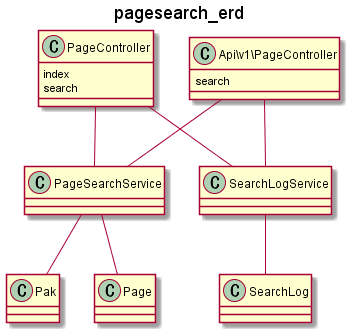 pagesearch_erd
C PageController
index
search
C Api\v1\PageController
search
C PageSearchService
C SearchLogService
C Pak
C Page
C SearchLog